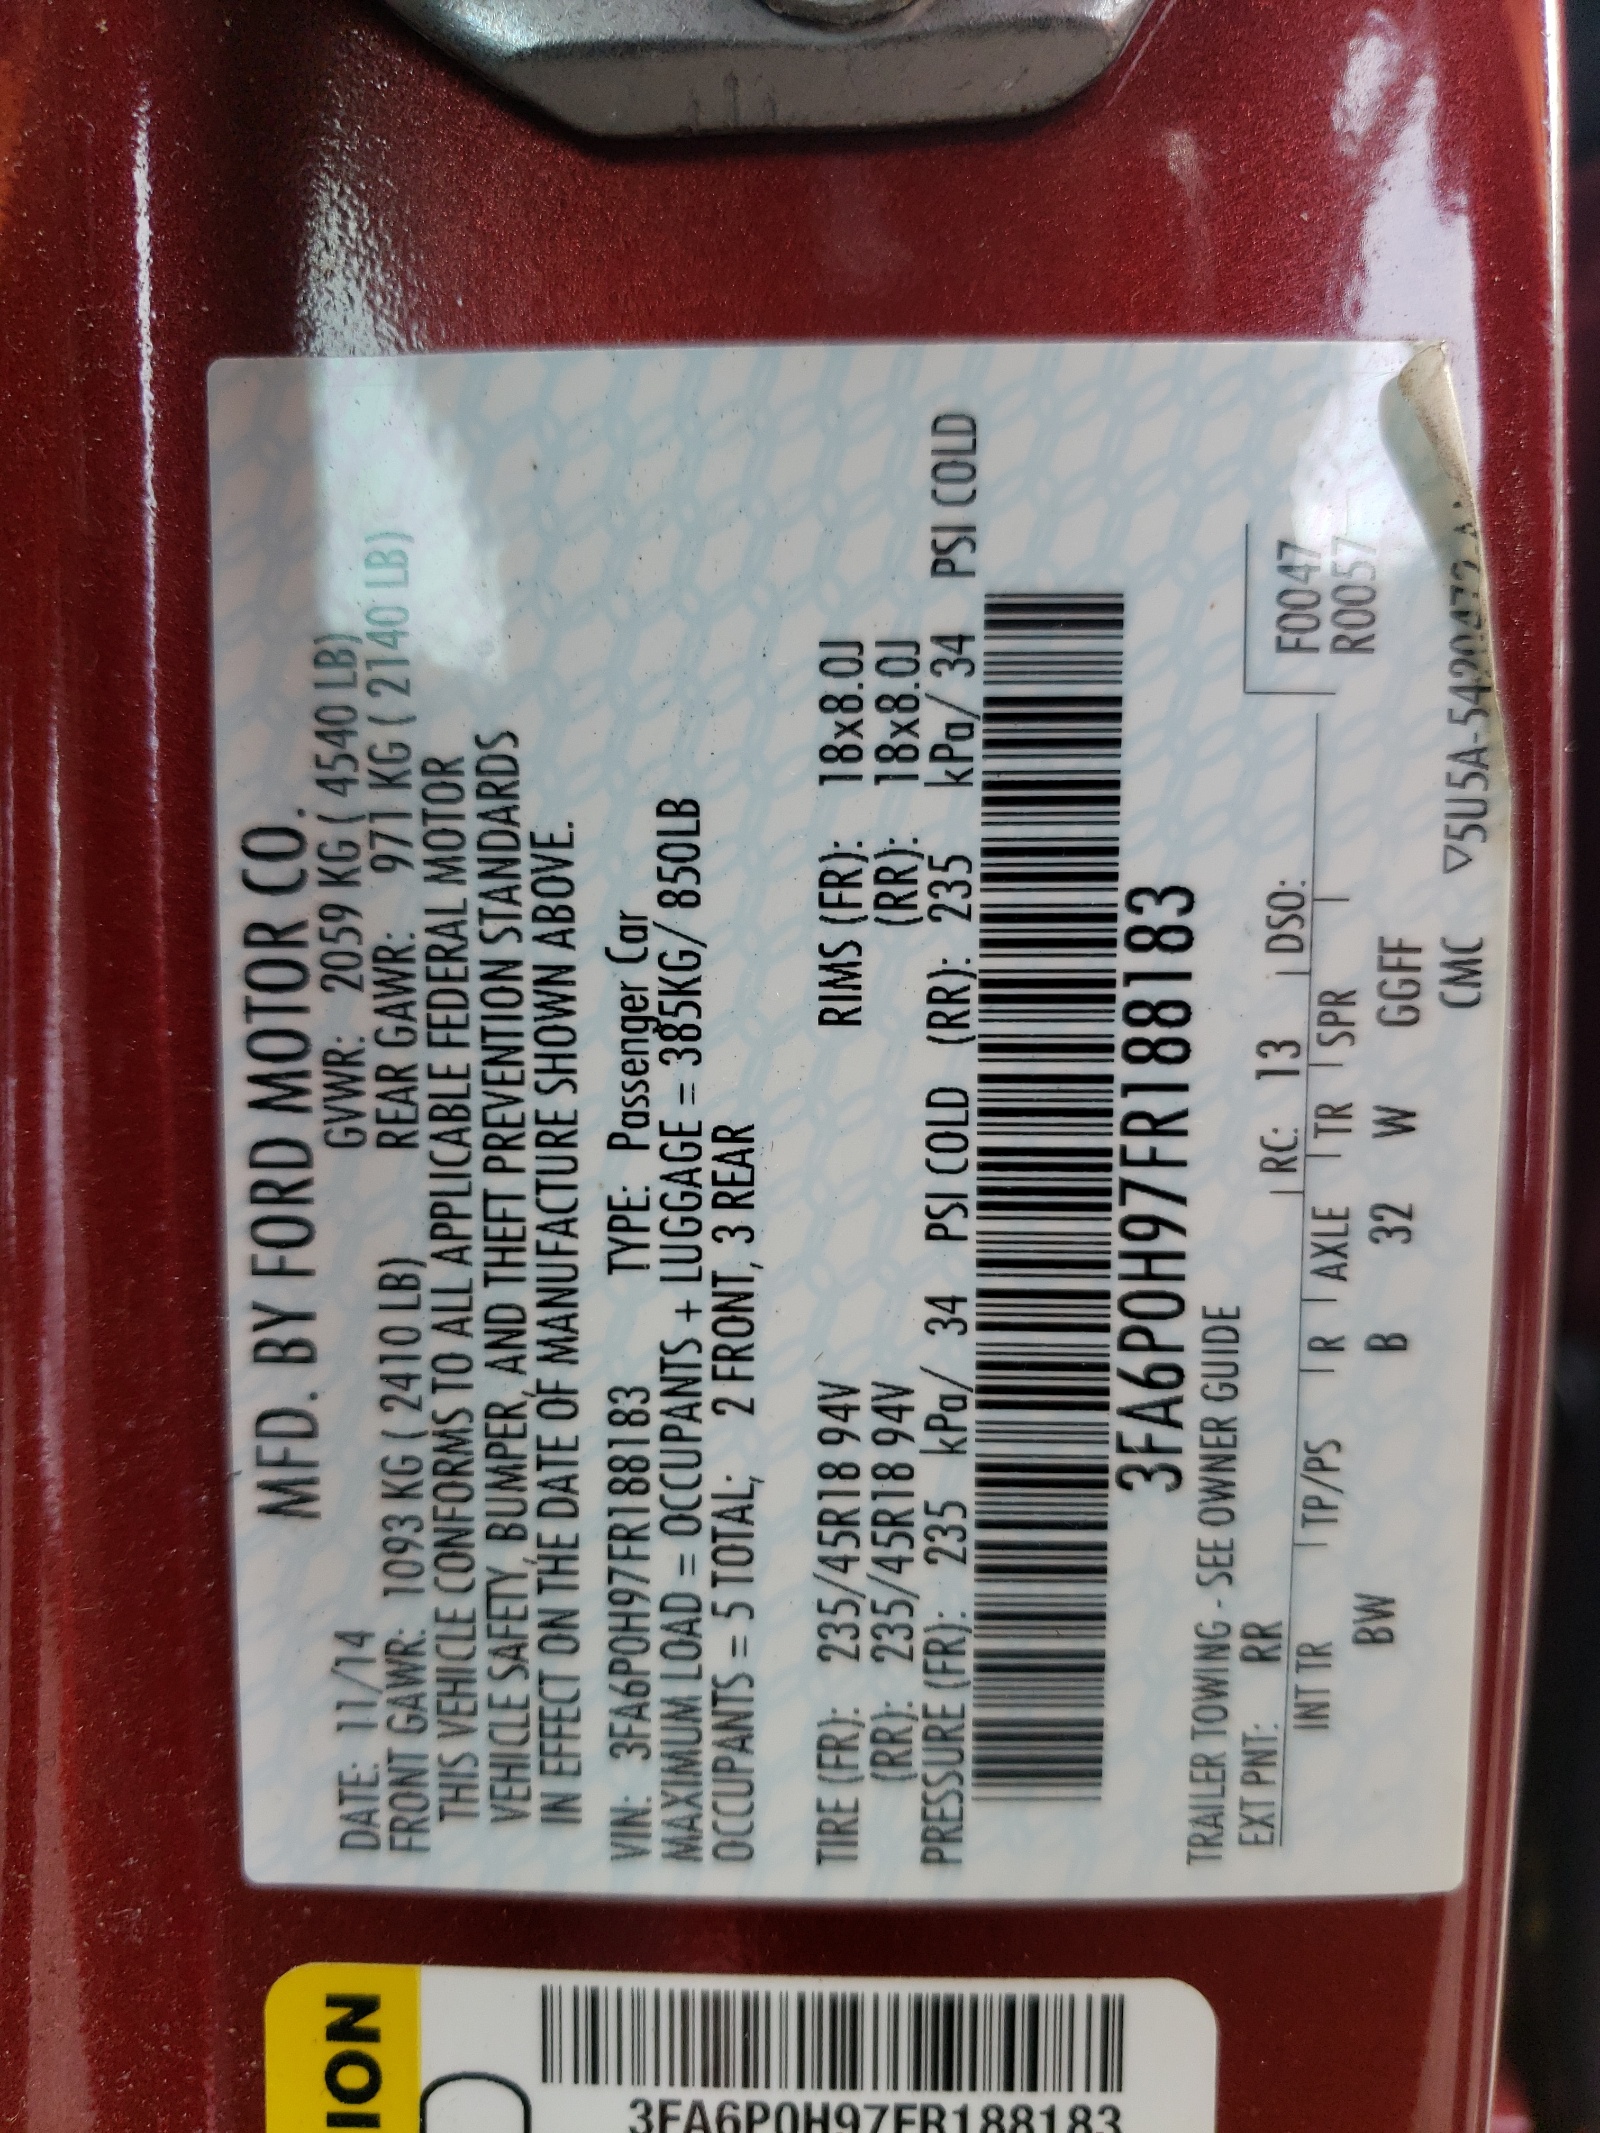 MFD. BY FORD MOTOR CO.
DATE: 11/14 GVWR: 2059 KG ( 4540 LB)
FRONT GAWR: 1093 KG ( 2410 LB) REAR GAWR: 971 KG ( 2140 LB)
THIS VEHICLE CONFORMS TO ALL APPLICABLE FEDERAL MOTOR
VEHICLE SAFETY, BUMPER, AND THEFT PREVENTION STANDARDS
IN EFFECT ON THE DATE OF MANUFACTURE SHOWN ABOVE.
VIN: 3FA6P0H97FR188183 TYPE: Passenger Car
MAXIMUM LOAD = OCCUPANTS + LUGGAGE = 385KG/ 850LB
OCCUPANTS = 5 TOTAL; 2 FRONT, 3 REAR
TIRE (FR): 235/45R18 94V RIMS (FR): 18x8.0J
(RR): 235/45R18 94V (RR): 18x8.0J
PRESSURE (FR): 235 kPa/ 34 PSI COLD (RR): 235 kPa/ 34 PSI COLD
3FA6P0H97FR188183
TRAILER TOWING - SEE OWNER GUIDE
EXT PNT: RR RC: 13 DSO:
F0047
R0057
INT TR TP/PS R AXLE TR SPR
BW B 32 W GGFF
CMC
ION
3FA6P0H97FR188183